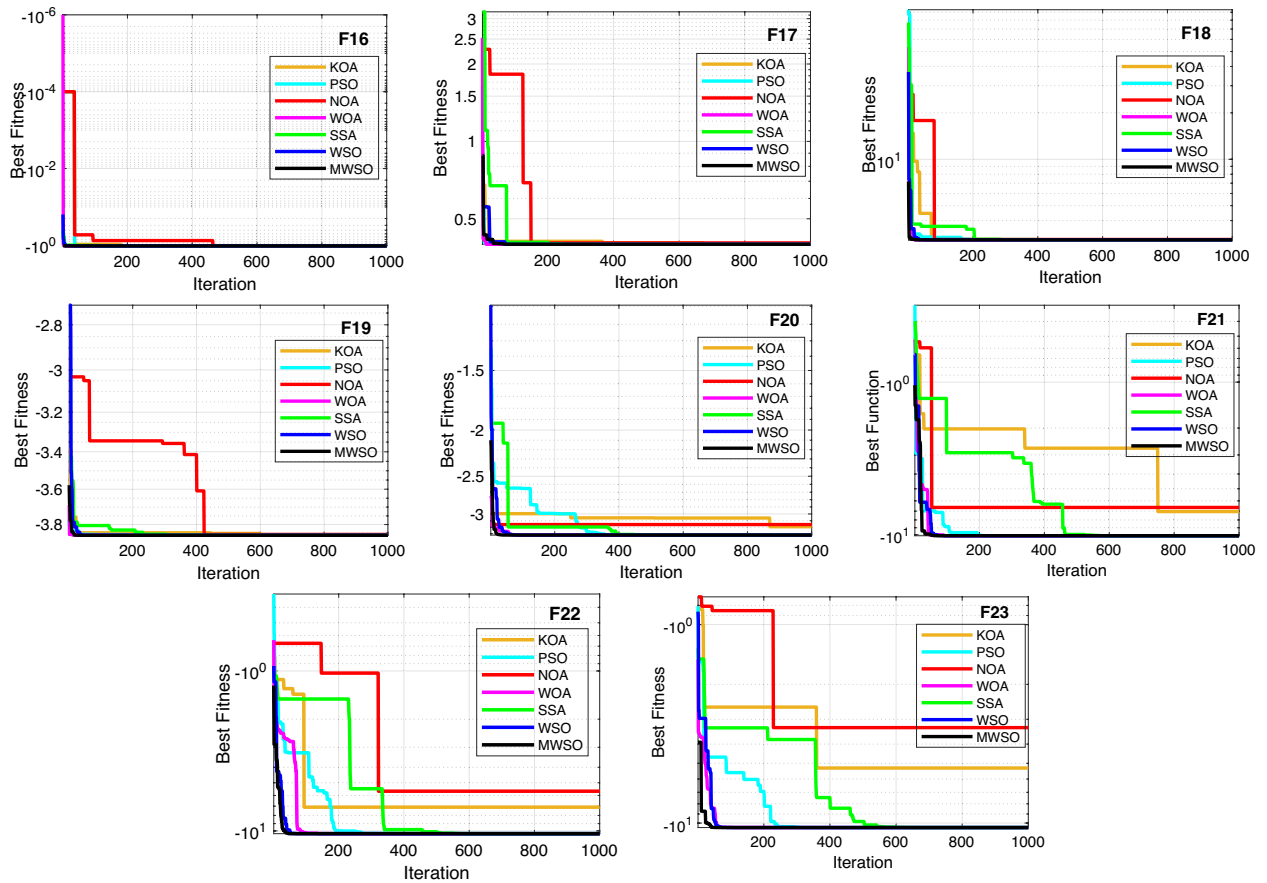 F16
Best Fitness
-10^-6
-10^-4
-10^-2
-10^0
KOA
PSO
NOA
WOA
SSA
WSO
MWSO
200 400 600 800 1000
Iteration
F17
Best Fitness
3
2.5
2
1.5
1
0.5
KOA
PSO
NOA
WOA
SSA
WSO
MWSO
200 400 600 800 1000
Iteration
F18
Best Fitness
10^1
KOA
PSO
NOA
WOA
SSA
WSO
MWSO
200 400 600 800 1000
Iteration
F19
Best Fitness
-2.8
-3
-3.2
-3.4
-3.6
-3.8
KOA
PSO
NOA
WOA
SSA
WSO
MWSO
200 400 600 800 1000
Iteration
F20
Best Fitness
-1.5
-2
-2.5
-3
KOA
PSO
NOA
WOA
SSA
WSO
MWSO
200 400 600 800 1000
Iteration
F21
Best Function
-10^0
-10^1
KOA
PSO
NOA
WOA
SSA
WSO
MWSO
200 400 600 800 1000
Iteration
F22
Best Fitness
-10^0
-10^1
KOA
PSO
NOA
WOA
SSA
WSO
MWSO
200 400 600 800 1000
Iteration
F23
Best Fitness
-10^0
-10^1
KOA
PSO
NOA
WOA
SSA
WSO
MWSO
200 400 600 800 1000
Iteration